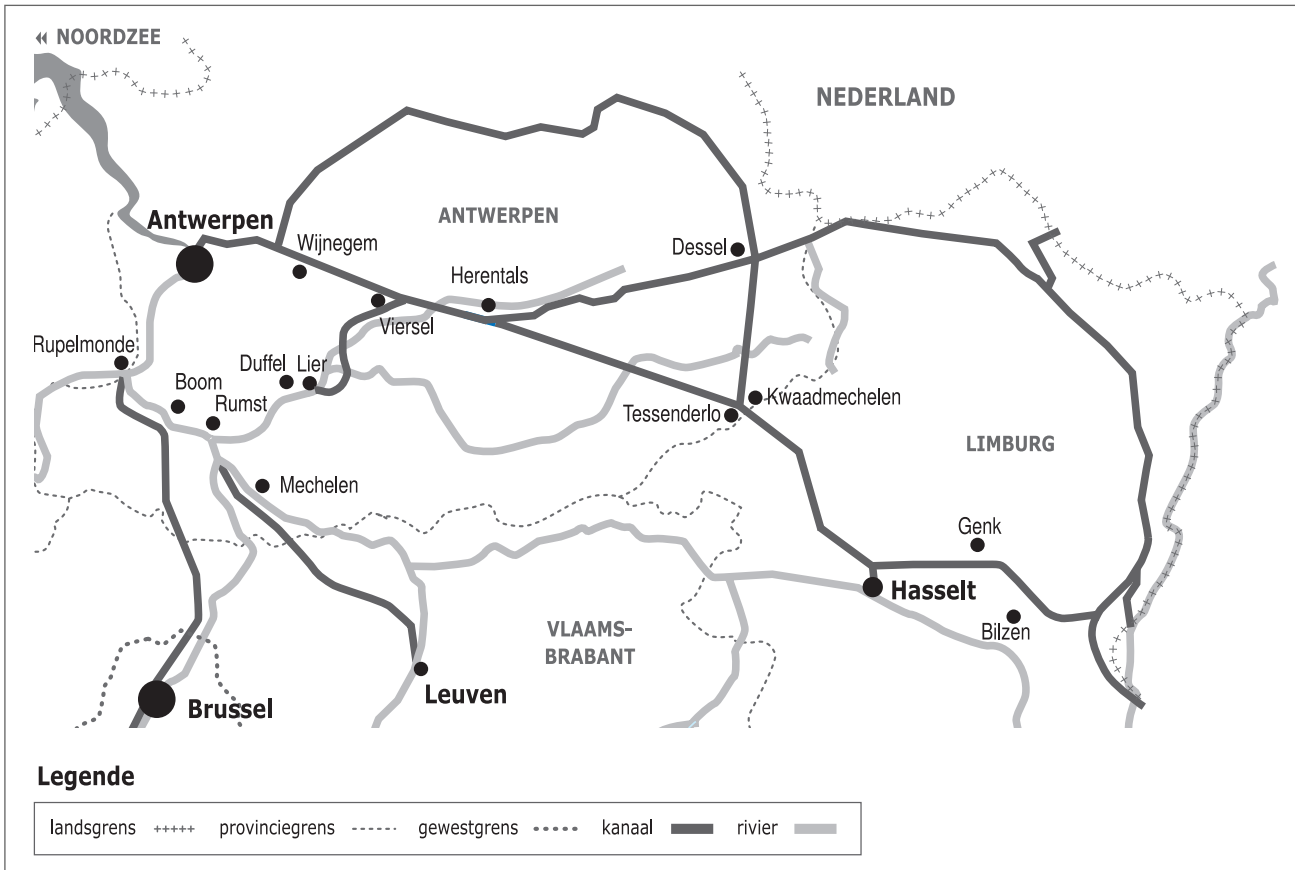 NOORDZEE
NEDERLAND
Antwerpen
ANTWERPEN
Wijnegem
Dessel
Herentals
Viersel
Rupelmonde
Duffel
Lier
Boom
Rumst
Kwaadmechelen
Tessenderlo
LIMBURG
Mechelen
Genk
Hasselt
Bilzen
VLAAMS-
BRABANT
Leuven
Brussel
Legende
landsgrens provinciegrens gewestgrens kanaal rivier